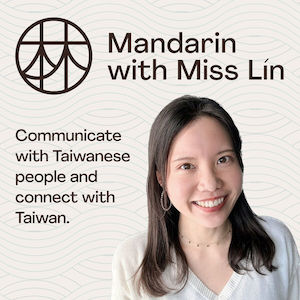 林
Mandarin
with Miss Lín
Communicate
with Taiwanese
people and
connect with
Taiwan.